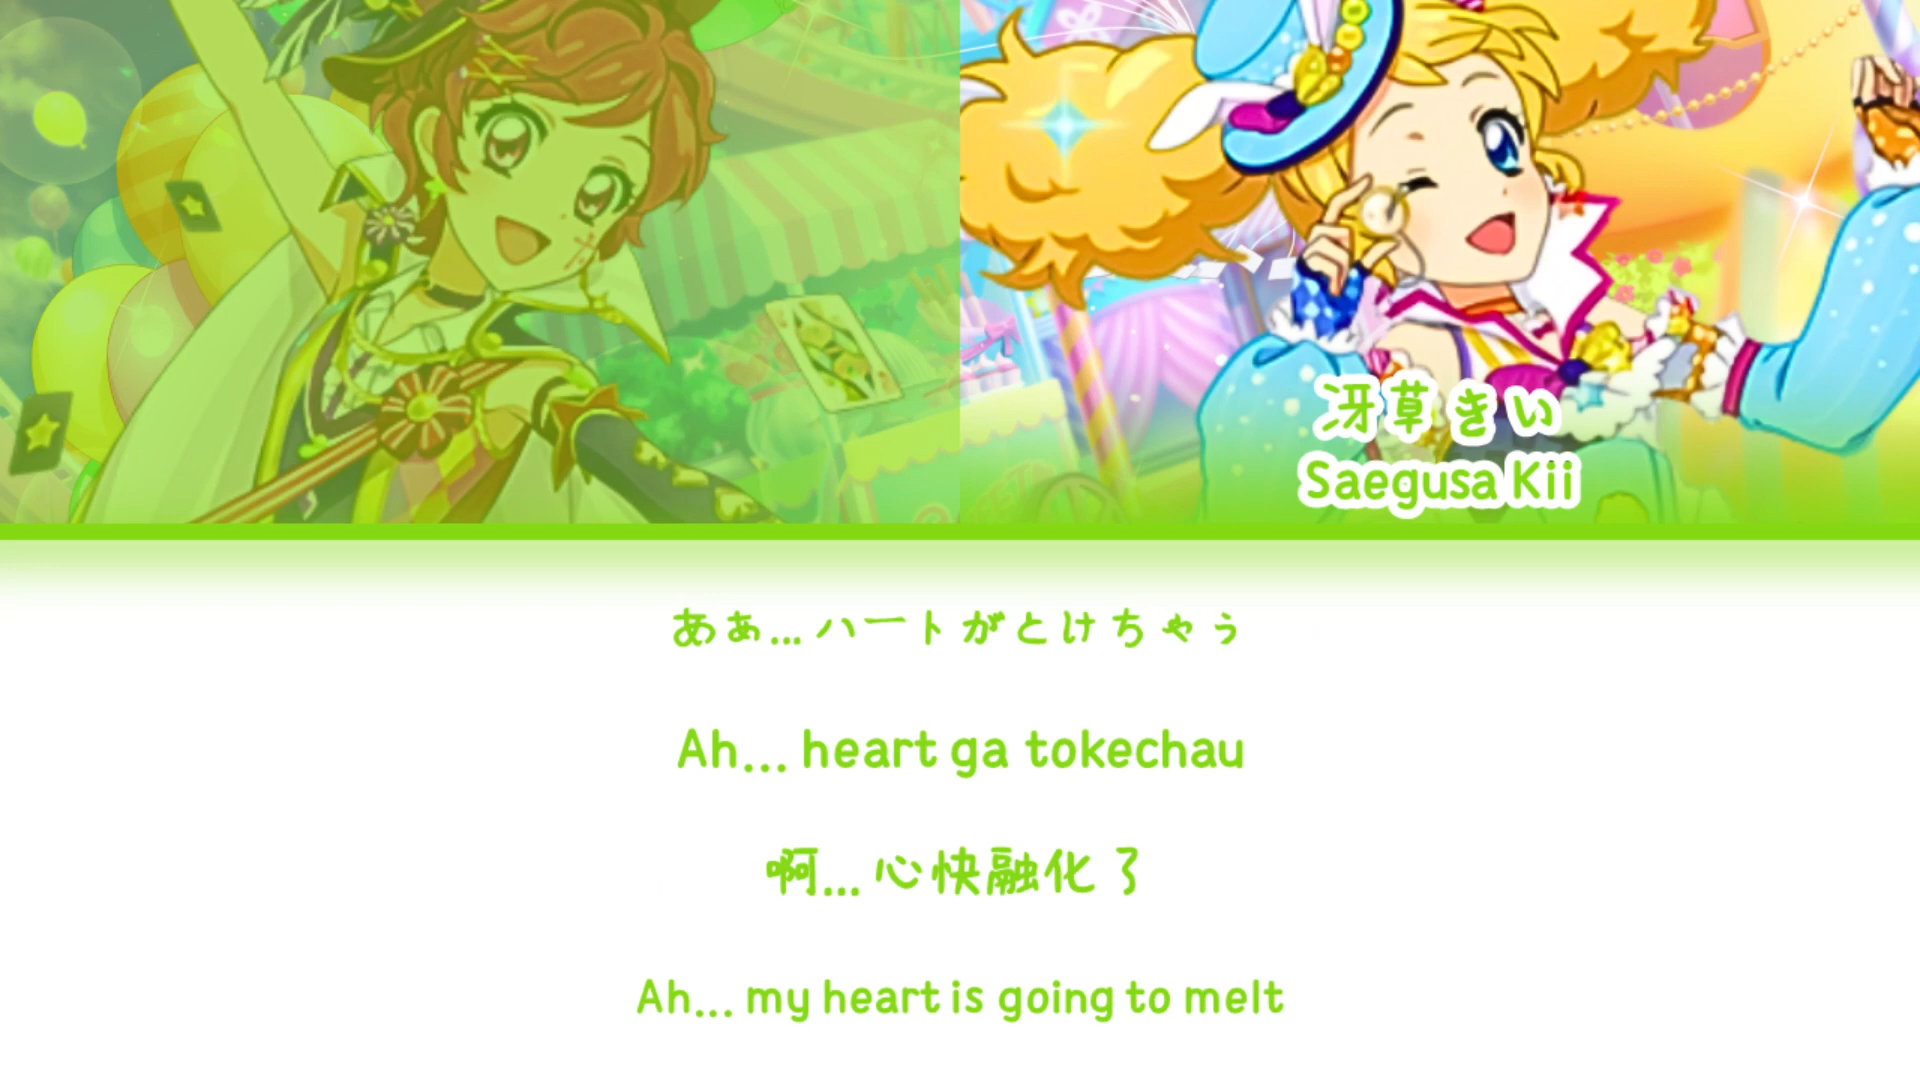 冴草 きい
Saegusa Kii
あぁ... ハートがとけちゃぅ
Ah... heart ga tokechau
啊... 心快融化了
Ah... my heart is going to melt